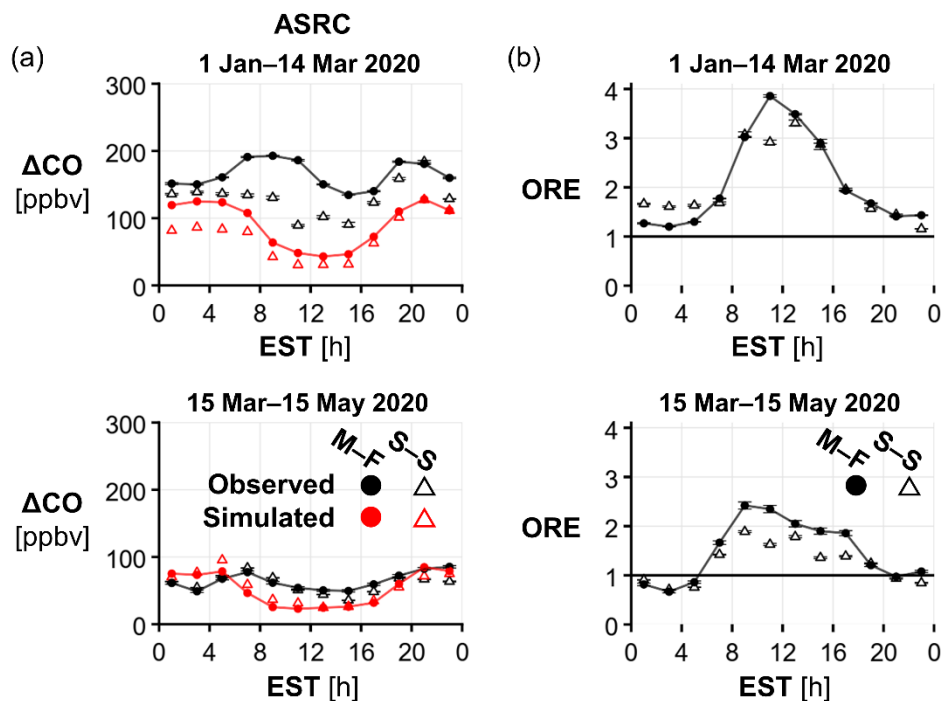 ASRC
(a)
1 Jan–14 Mar 2020
300
200
100
0
ΔCO
[ppbv]
0 4 8 12 16 20 0
EST [h]
(b)
1 Jan–14 Mar 2020
4
3
2
1
0
ORE
0 4 8 12 16 20 0
EST [h]
15 Mar–15 May 2020
300
200
100
0
ΔCO
[ppbv]
M–F S–S
Observed
Simulated
0 4 8 12 16 20 0
EST [h]
15 Mar–15 May 2020
4
3
2
1
0
ORE
M–F S–S
0 4 8 12 16 20 0
EST [h]